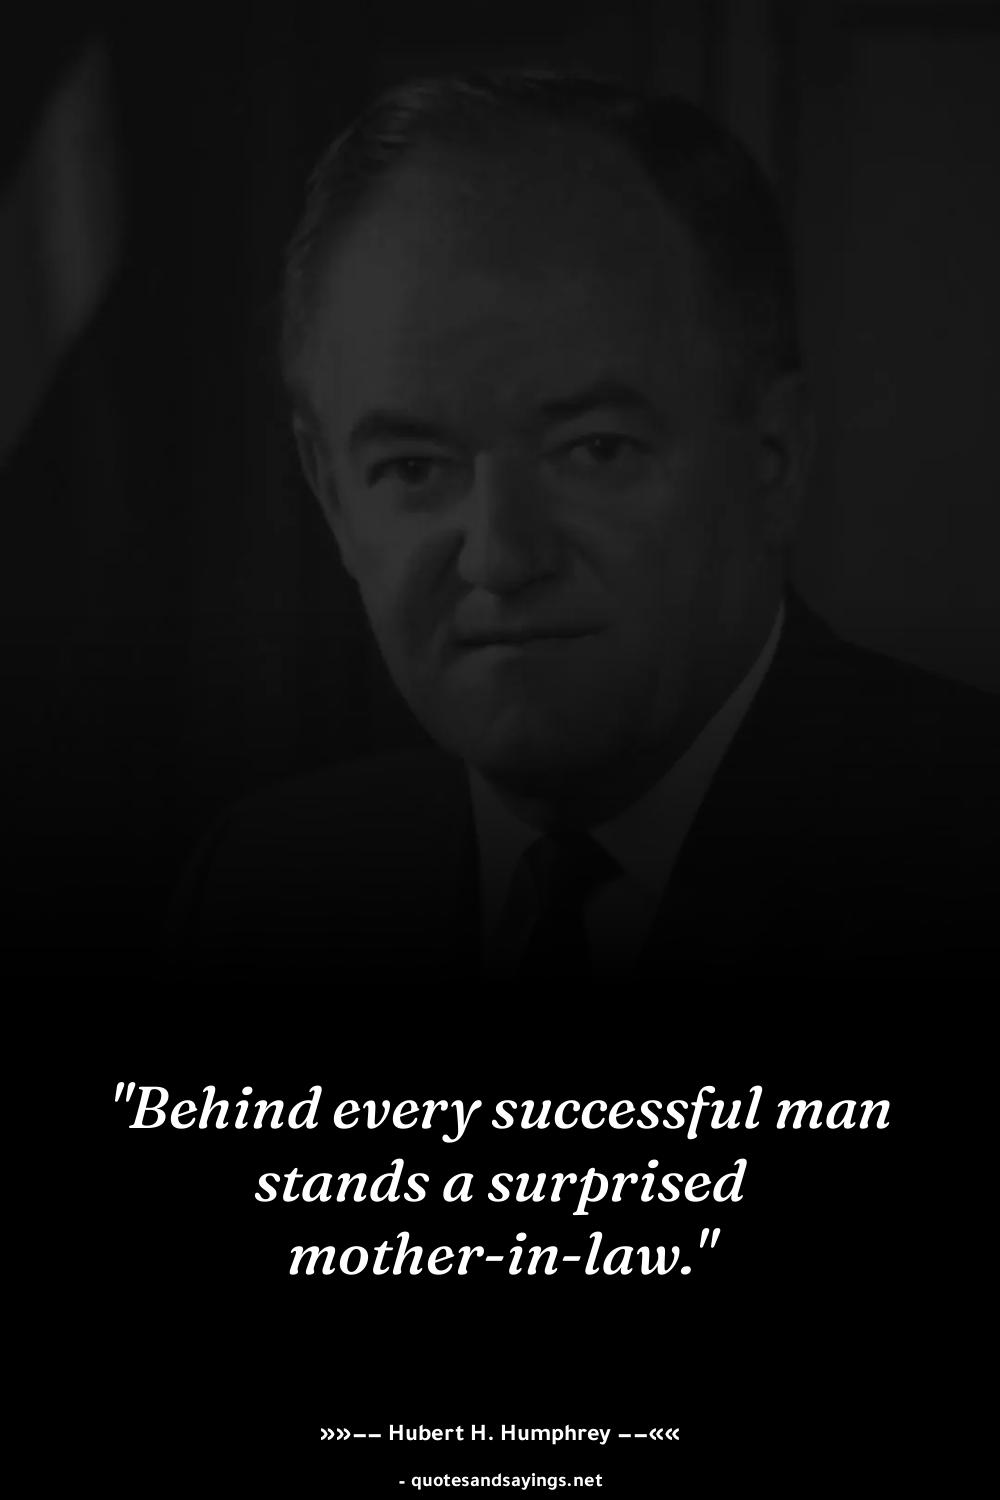 "Behind every successful man
stands a surprised
mother-in-law."
»»–– Hubert H. Humphrey ––««
- quotesandsayings.net